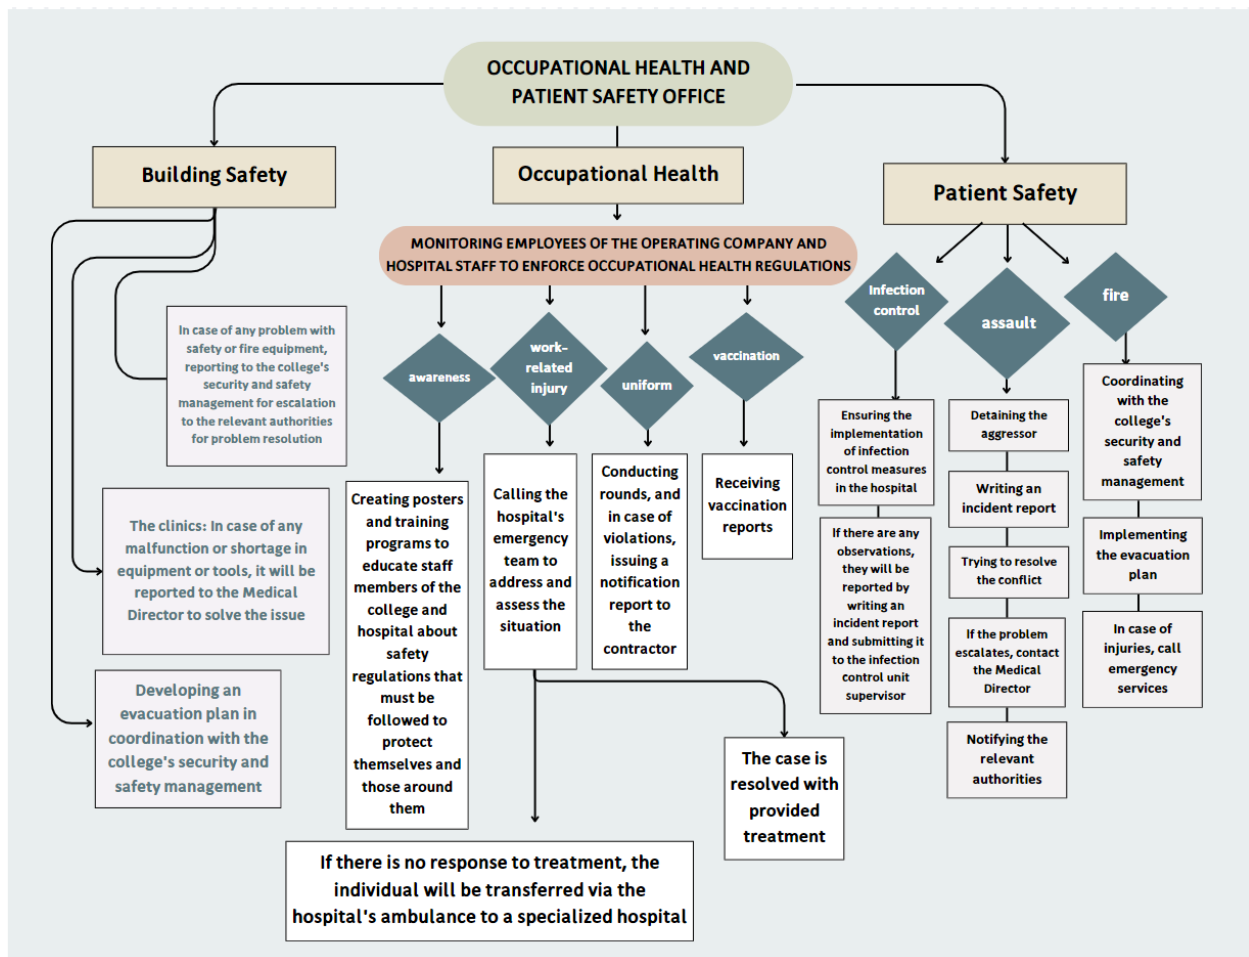 OCCUPATIONAL HEALTH AND
PATIENT SAFETY OFFICE
Building Safety
In case of any problem with
safety or fire equipment,
reporting to the college's
security and safety
management for escalation
to the relevant authorities
for problem resolution
The clinics: In case of any
malfunction or shortage in
equipment or tools, it will be
reported to the Medical
Director to solve the issue
Developing an
evacuation plan in
coordination with the
college's security and
safety management
Occupational Health
MONITORING EMPLOYEES OF THE OPERATING COMPANY AND
HOSPITAL STAFF TO ENFORCE OCCUPATIONAL HEALTH REGULATIONS
awareness
Creating posters
and training
programs to
educate staff
members of the
college and
hospital about
safety
regulations that
must be
followed to
protect
themselves and
those around
them
work-
related
injury
Calling the
hospital's
emergency
team to
address and
assess the
situation
If there is no response to treatment, the
individual will be transferred via the
hospital's ambulance to a specialized hospital
The case is
resolved with
provided
treatment
uniform
Conducting
rounds, and in
case of
violations,
issuing a
notification
report to
the
contractor
vaccination
Receiving
vaccination
reports
Patient Safety
Infection
control
Ensuring the
implementation
of infection
control measures
in the hospital
If there are any
observations,
they will be
reported by
writing an
incident report
and submitting it
to the infection
control unit
supervisor
assault
Detaining the
aggressor
Writing an
incident report
Trying to resolve
the conflict
If the problem
escalates, contact
the Medical
Director
Notifying the
relevant
authorities
fire
Coordinating
with the
college's
security and
safety
management
Implementing
the evacuation
plan
In case of
injuries, call
emergency
services